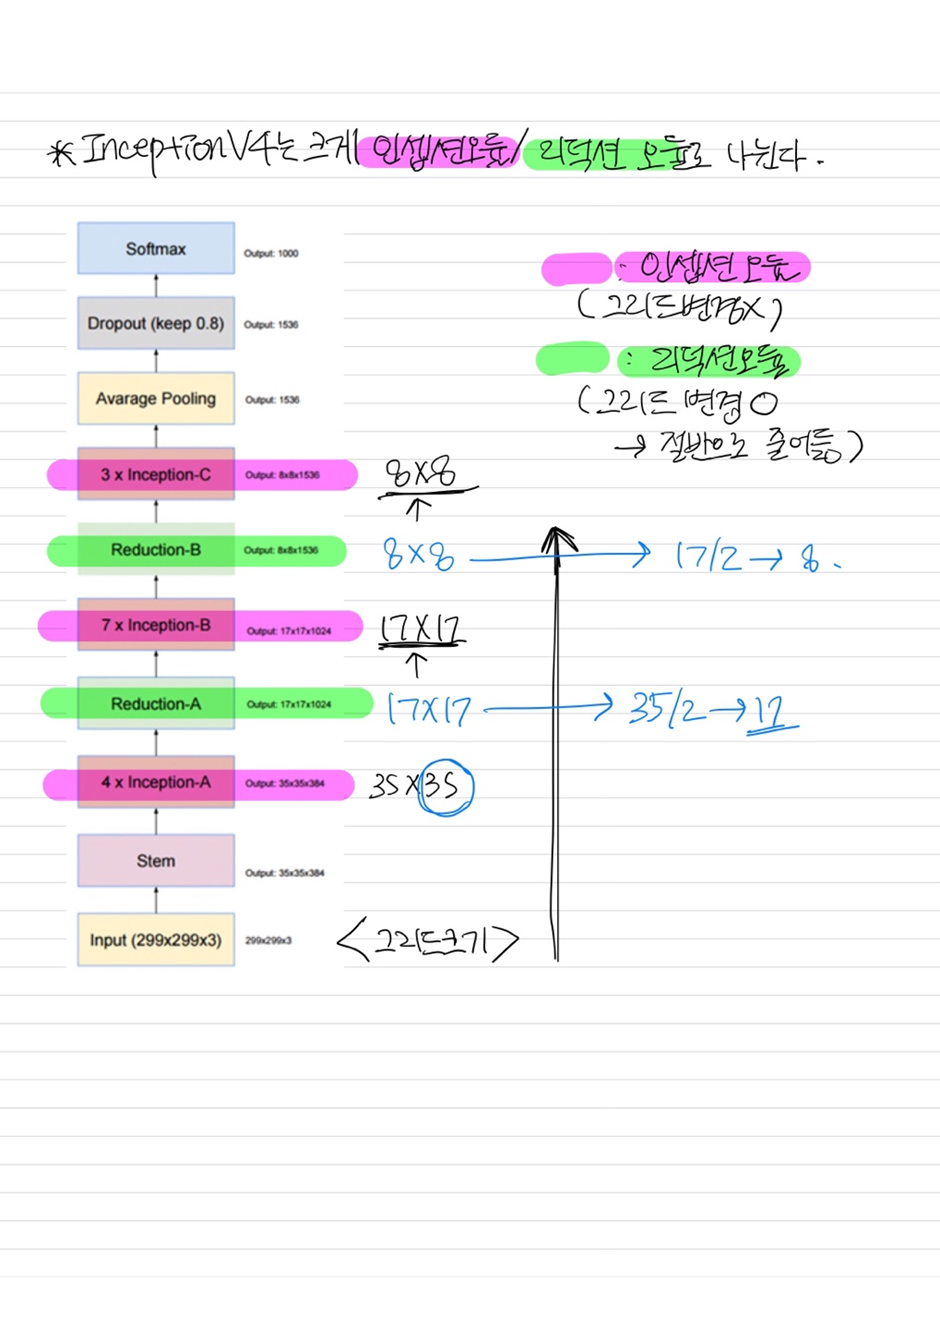 * InceptionV4는 크게 인셉션모듈/리덕션 모듈로 나뉜다.
Softmax
Output: 1000
: 인셉션 모듈
(그리드변경X)
Dropout (keep 0.8)
Output: 1536
: 리덕션모듈
(그리드 변경 O
→ 절반으로 줄어듦)
Avarage Pooling
Output: 1536
3 x Inception-C
Output: 8x8x1536
8X8
↑
Reduction-B
Output: 8x8x1536
8X8 → 17/2 → 8.
7 x Inception-B
Output: 17x17x1024
17X17
↑
Reduction-A
Output: 17x17x1024
17X17 → 35/2 → 17
4 x Inception-A
Output: 35x35x384
35X35
Stem
Output: 35x35x384
Input (299x299x3)
299x299x3
<그리드크기>